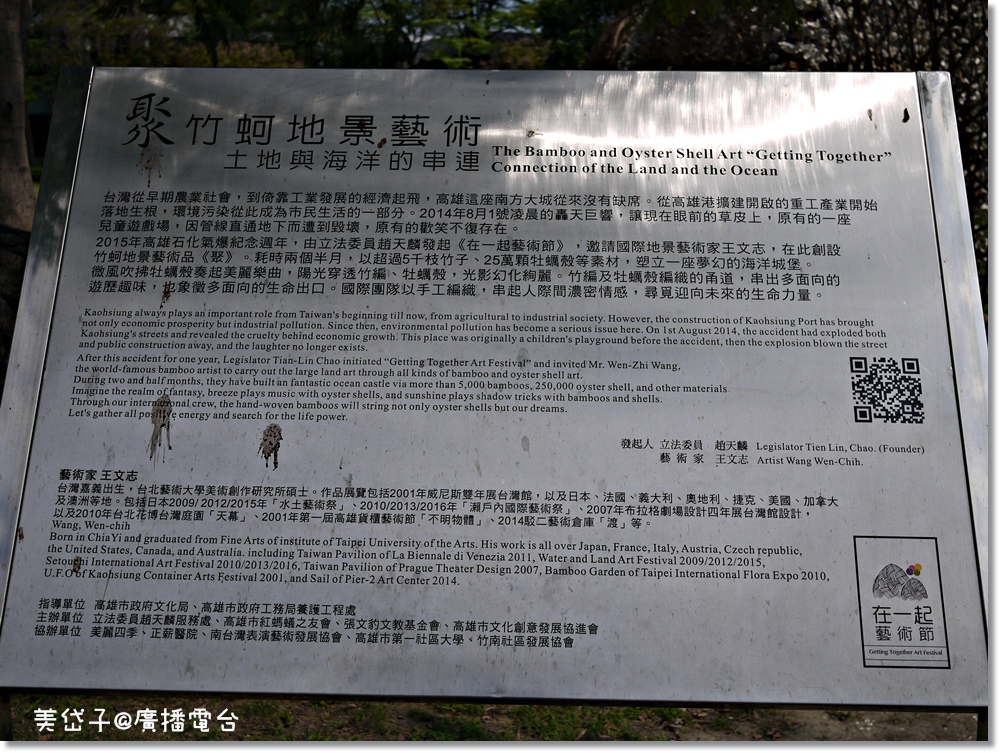 聚 竹蚵地景藝術
土地與海洋的串連
The Bamboo and Oyster Shell Art “Getting Together”
Connection of the Land and the Ocean
台灣從早期農業社會，到倚靠工業發展的經濟起飛，高雄這座南方大城從來沒有缺席。從高雄港擴建開啟的重工產業開始
落地生根，環境污染從此成為市民生活的一部分。2014年8月1號凌晨的轟天巨響，讓現在眼前的草皮上，原有的一座
兒童遊戲場，因管線直通地下而遭到毀壞，原有的歡笑不復存在。
2015年高雄石化氣爆紀念週年，由立法委員趙天麟發起《在一起藝術節》，邀請國際地景藝術家王文志，在此創設
竹蚵地景藝術品《聚》。耗時兩個半月，以超過5千枝竹子、25萬顆牡蠣殼等素材，塑立一座夢幻的海洋城堡。
微風吹拂牡蠣殼奏起美麗樂曲，陽光穿透竹編、牡蠣殼，光影幻化絢麗。竹編及牡蠣殼編織的甬道，串出多面向的
遊歷趣味，也象徵多面向的生命出口。國際團隊以手工編織，串起人際間濃密情感，尋覓迎向未來的生命力量。
Kaohsiung always plays an important role from Taiwan's beginning till now, from agricultural to industrial society. However, the construction of Kaohsiung Port has brought
not only economic prosperity but industrial pollution. Since then, environmental pollution has become a serious issue here. On 1st August 2014, the accident had exploded both
Kaohsiung's streets and revealed the cruelty behind economic growth. This place was originally a children's playground before the accident, then the explosion blown the street
and public construction away, and the laughter no longer exists.
After this accident for one year, Legislator Tian-Lin Chao initiated “Getting Together Art Festival” and invited Mr. Wen-Zhi Wang,
the world-famous bamboo artist to carry out the large land art through all kinds of bamboo and oyster shell art.
During two and half months, they have built an fantastic ocean castle via more than 5,000 bamboos, 250,000 oyster shell, and other materials
Imagine the realm of fantasy, breeze plays music with oyster shells, and sunshine plays shadow tricks with bamboos and shells.
Through our international crew, the hand-woven bamboos will string not only oyster shells but our dreams.
Let's gather all positive energy and search for the life power.
發起人 立法委員 趙天麟 Legislator Tien Lin, Chao. (Founder)
藝 術 家 王文志 Artist Wang Wen-Chih.
藝術家 王文志
台灣嘉義出生，台北藝術大學美術創作研究所碩士。作品展覽包括2001年威尼斯雙年展台灣館，以及日本、法國、義大利、奧地利、捷克、美國、加拿大
及澳洲等地。包括日本2009/ 2012/2015年「水土藝術祭」、2010/2013/2016年「瀨戶內國際藝術祭」、2007年布拉格劇場設計四年展台灣館設計，
以及2010年台北花博台灣庭園「天幕」、2001年第一屆高雄貨櫃藝術節「不明物體」、2014駁二藝術倉庫「渡」等。
Wang, Wen-chih
Born in ChiaYi and graduated from Fine Arts of institute of Taipei University of the Arts. His work is all over Japan, France, Italy, Austria, Czech republic,
the United States, Canada, and Australia. including Taiwan Pavilion of La Biennale di Venezia 2011, Water and Land Art Festival 2009/2012/2015,
Setouchi International Art Festival 2010/2013/2016, Taiwan Pavilion of Prague Theater Design 2007, Bamboo Garden of Taipei International Flora Expo 2010,
U.F.O of Kaohsiung Container Arts Festival 2001, and Sail of Pier-2 Art Center 2014.
指導單位 高雄市政府文化局、高雄市政府工務局養護工程處
主辦單位 立法委員趙天麟服務處、高雄市紅螞蟻之友會、張文豹文教基金會、高雄市文化創意發展協進會
協辦單位 美麗四季、正薪醫院、南台灣表演藝術發展協會、高雄市第一社區大學、竹南社區發展協會
在一起
藝術節
Getting Together Art Festival
美岱子@廣播電台